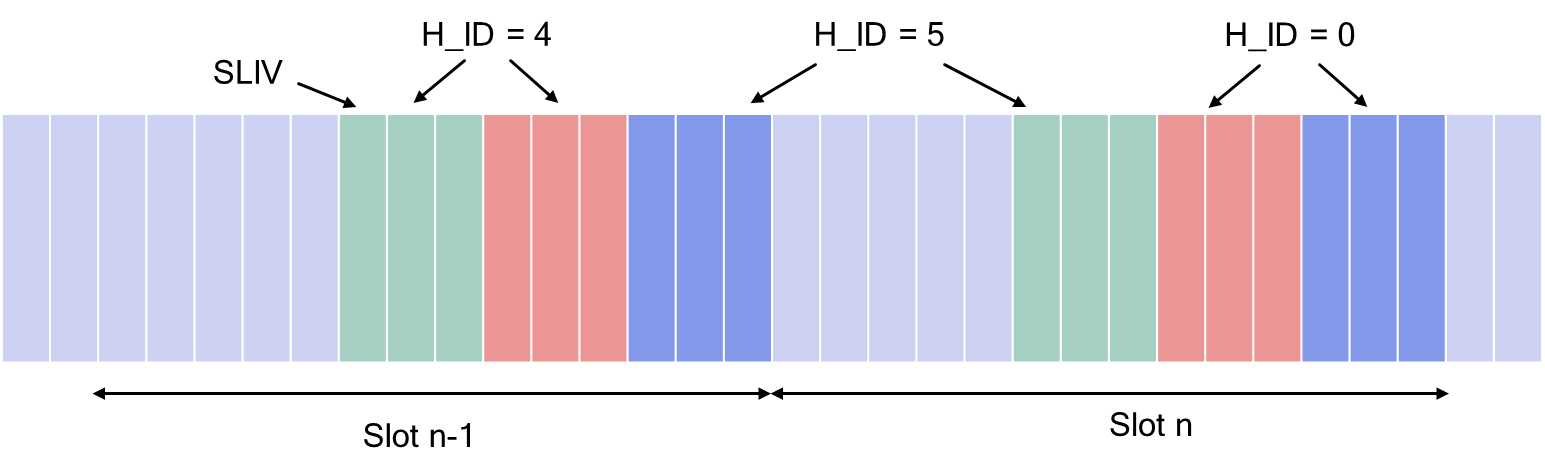 H_ID = 4
H_ID = 5
H_ID = 0
SLIV
Slot n-1
Slot n